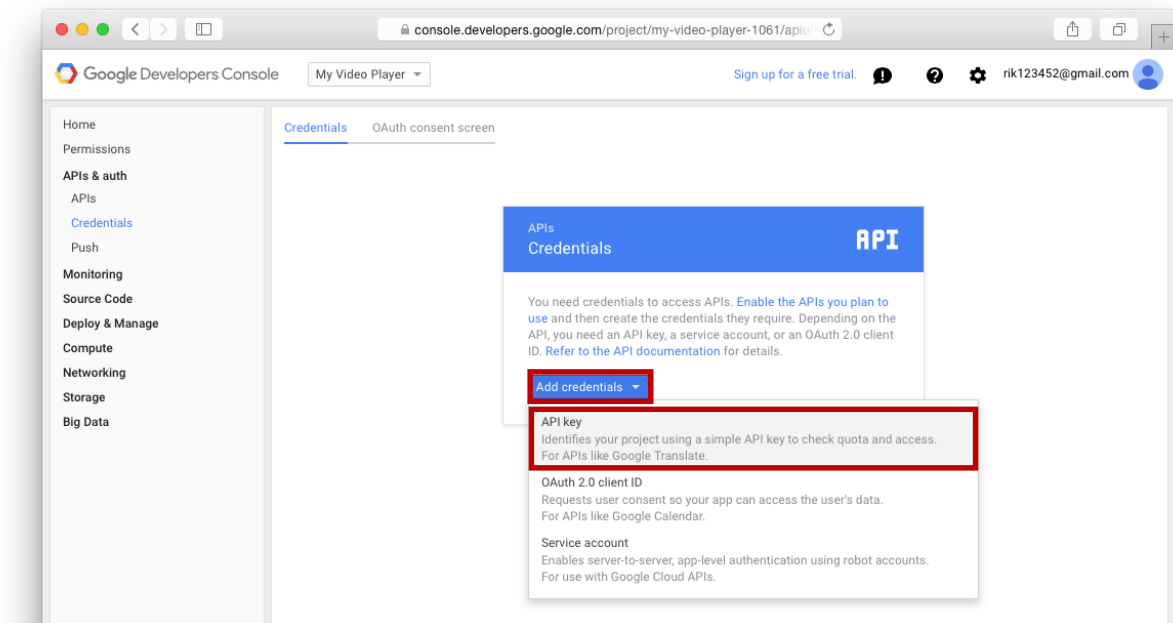 console.developers.google.com/project/my-video-player-1061/apiu
Google Developers Console
My Video Player
Sign up for a free trial.
rik123452@gmail.com
Home
Permissions
APIs & auth
APIs
Credentials
Push
Monitoring
Source Code
Deploy & Manage
Compute
Networking
Storage
Big Data
Credentials OAuth consent screen
APIs
Credentials
API
You need credentials to access APIs. Enable the APIs you plan to
use and then create the credentials they require. Depending on the
API, you need an API key, a service account, or an OAuth 2.0 client
ID. Refer to the API documentation for details.
Add credentials
API key
Identifies your project using a simple API key to check quota and access.
For APIs like Google Translate.
OAuth 2.0 client ID
Requests user consent so your app can access the user's data.
For APIs like Google Calendar.
Service account
Enables server-to-server, app-level authentication using robot accounts.
For use with Google Cloud APIs.